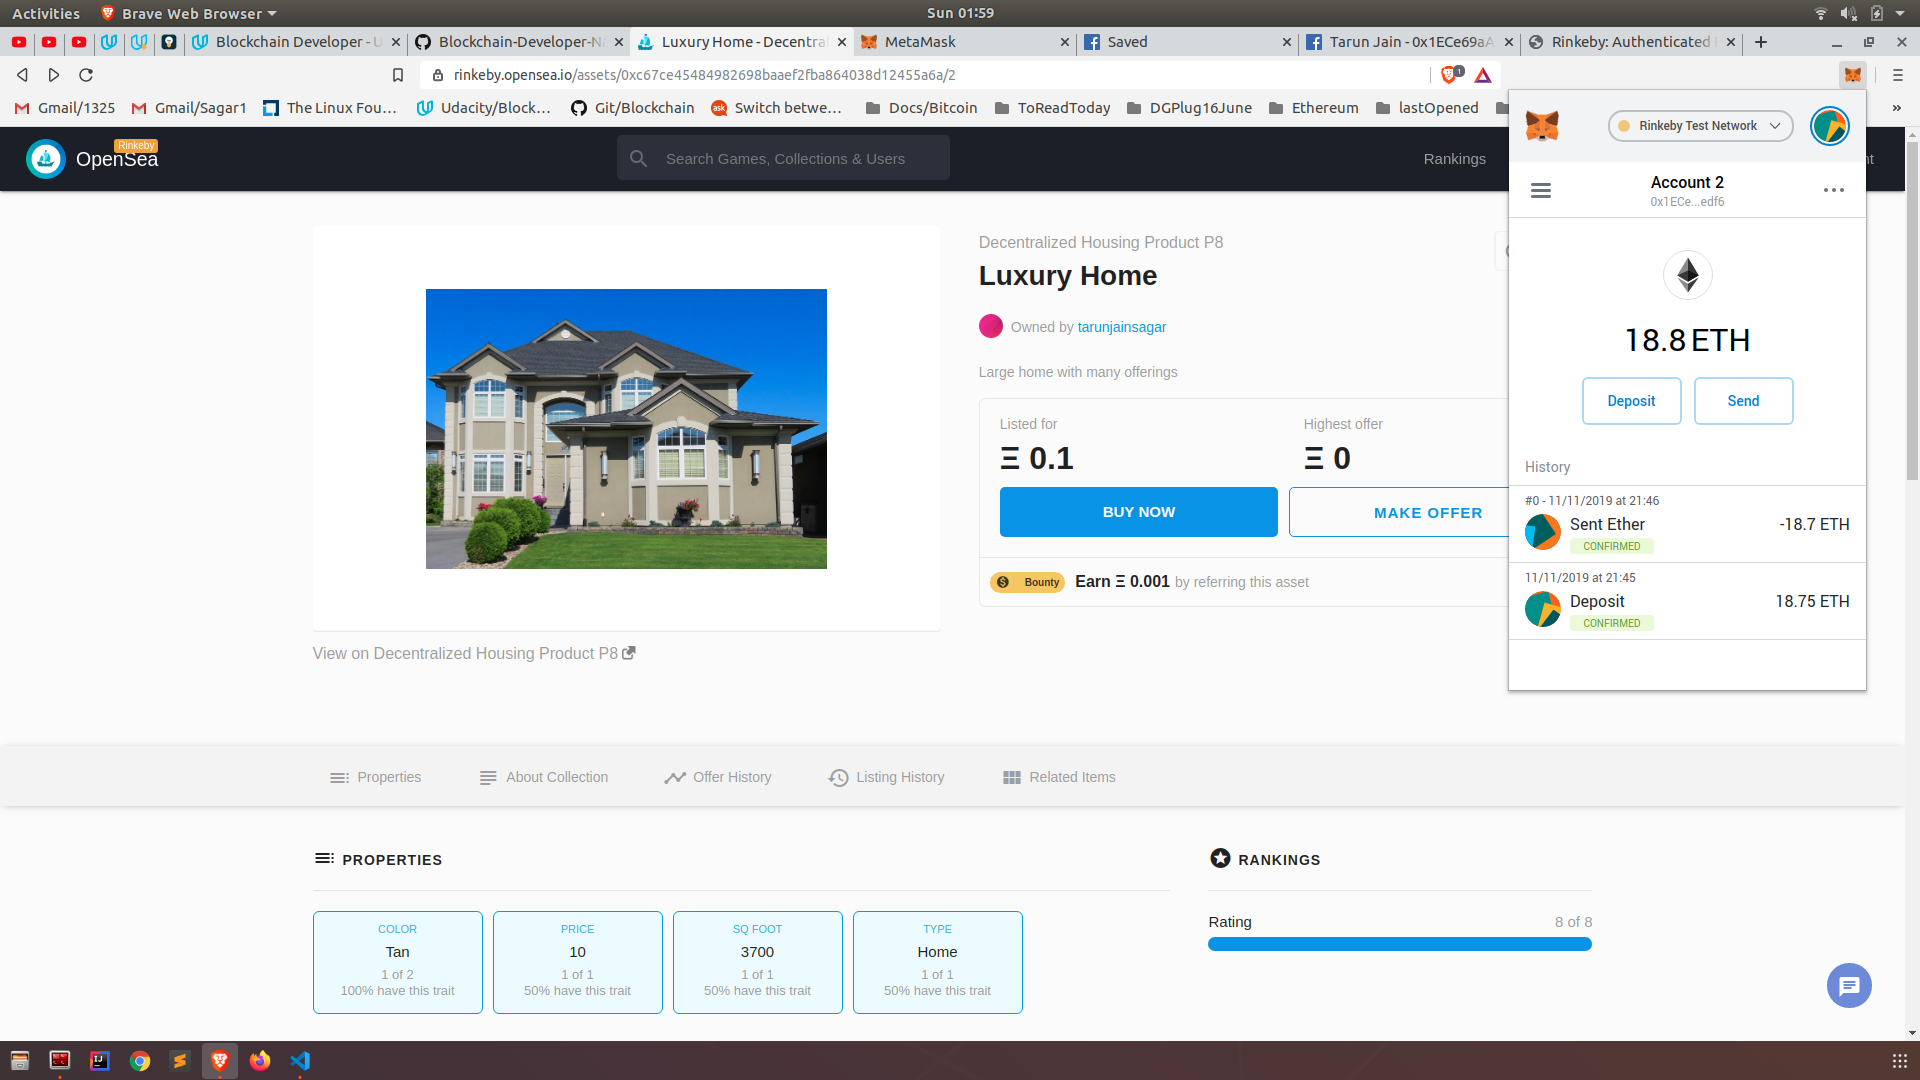 Activities
Brave Web Browser
Sun 01:59
Blockchain Developer - U
Blockchain-Developer-Na
Luxury Home - Decentral
MetaMask
Saved
Tarun Jain - 0x1ECe69aA
Rinkeby: Authenticated
rinkeby.opensea.io/assets/0xc67ce45484982698baaef2fba864038d12455a6a/2
1
Gmail/1325
Gmail/Sagar1
The Linux Fou...
Udacity/Block...
Git/Blockchain
ask
Switch betwe...
Docs/Bitcoin
ToReadToday
DGPlug16June
Ethereum
lastOpened
»
Rinkeby
OpenSea
Search Games, Collections & Users
Rankings
nt
Rinkeby Test Network
Account 2
0x1ECe...edf6
18.8 ETH
Deposit
Send
History
#0 - 11/11/2019 at 21:46
Sent Ether
-18.7 ETH
CONFIRMED
11/11/2019 at 21:45
Deposit
18.75 ETH
CONFIRMED
Decentralized Housing Product P8
Luxury Home
Owned by tarunjainsagar
Large home with many offerings
Listed for
Ξ 0.1
Highest offer
Ξ 0
BUY NOW
MAKE OFFER
Bounty
Earn Ξ 0.001 by referring this asset
View on Decentralized Housing Product P8
Properties
About Collection
Offer History
Listing History
Related Items
PROPERTIES
COLOR
Tan
1 of 2
100% have this trait
PRICE
10
1 of 1
50% have this trait
SQ FOOT
3700
1 of 1
50% have this trait
TYPE
Home
1 of 1
50% have this trait
RANKINGS
Rating
8 of 8
IJ